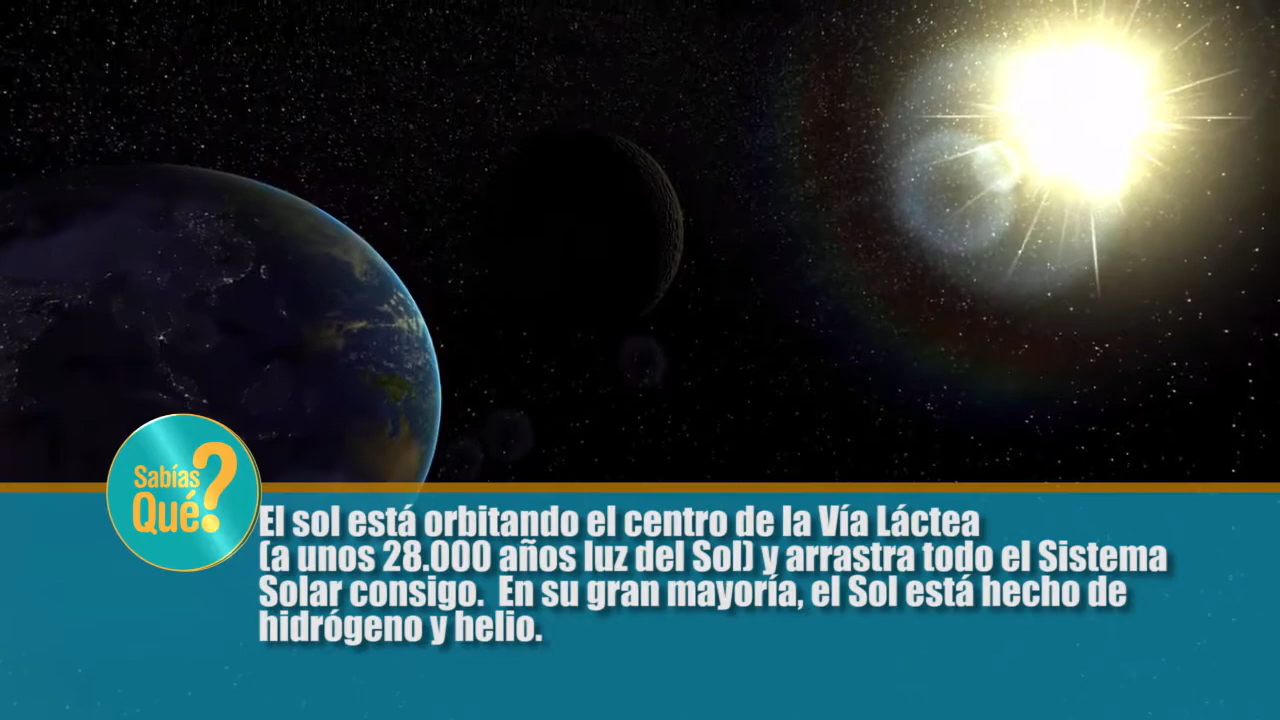 Sabías
Qué?
El sol está orbitando el centro de la Vía Láctea
(a unos 28.000 años luz del Sol) y arrastra todo el Sistema
Solar consigo.  En su gran mayoría, el Sol está hecho de
hidrógeno y helio.